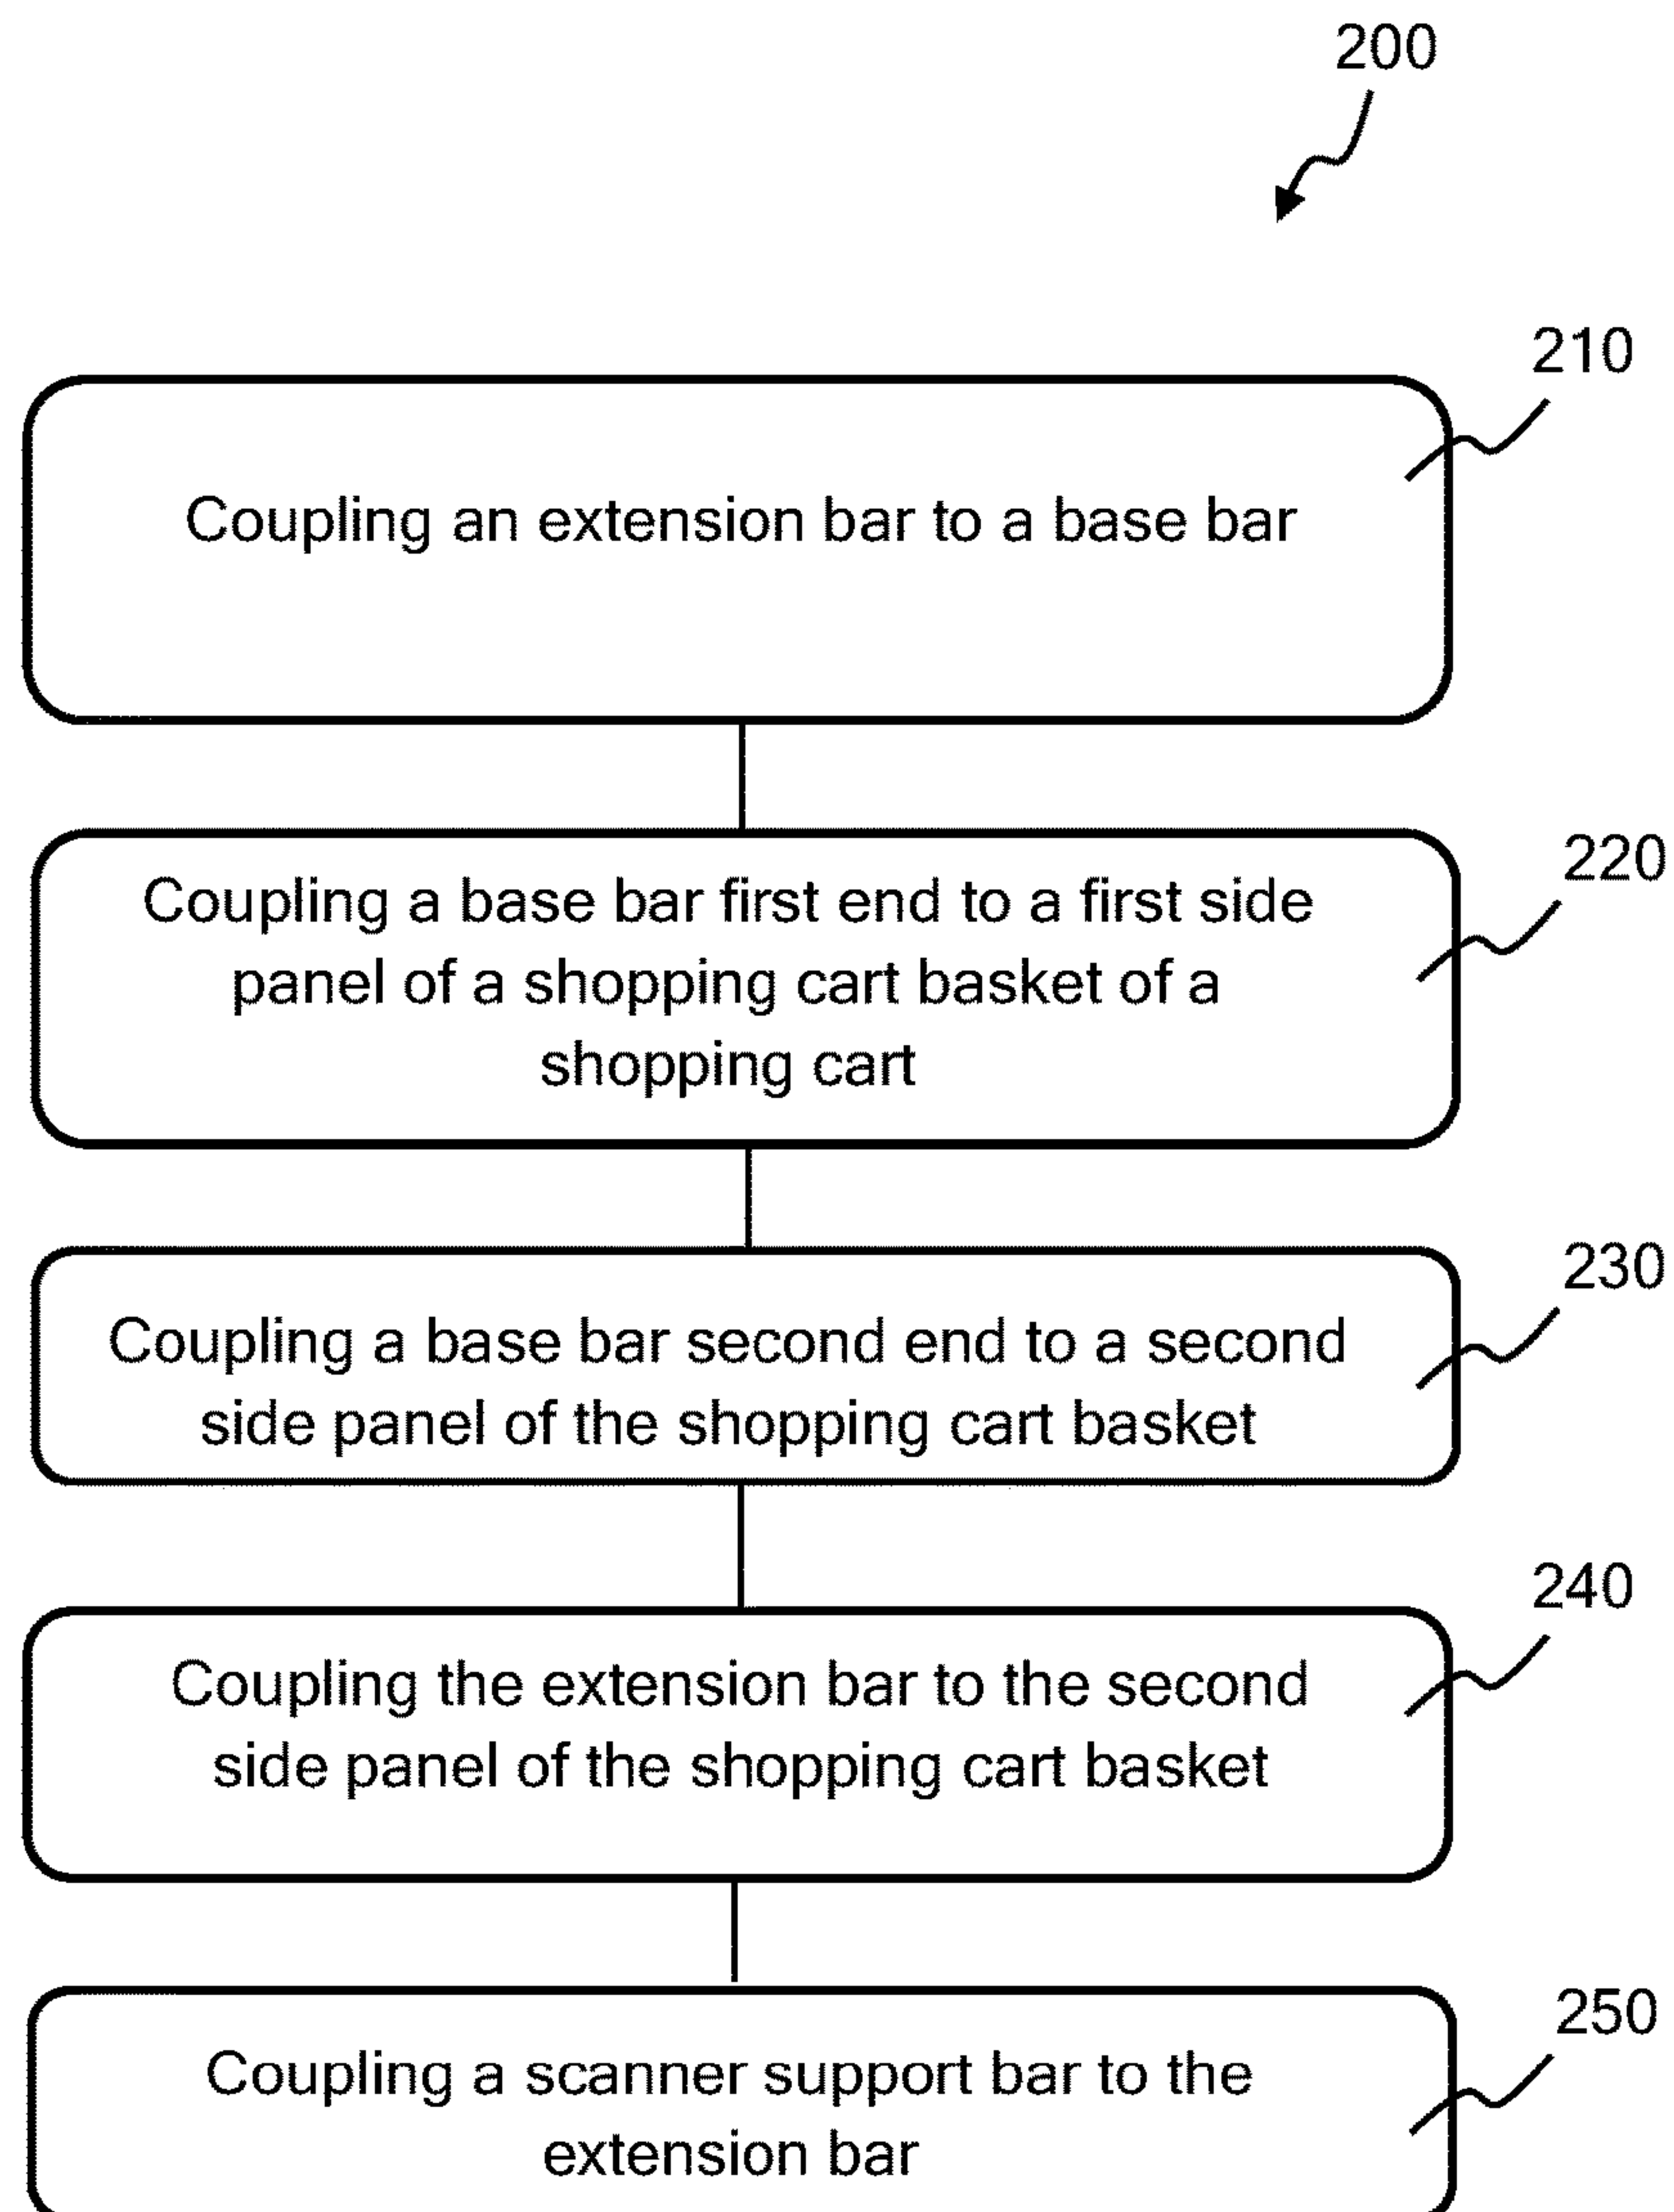 200
210
Coupling an extension bar to a base bar
220
Coupling a base bar first end to a first side
panel of a shopping cart basket of a
shopping cart
230
Coupling a base bar second end to a second
side panel of the shopping cart basket
240
Coupling the extension bar to the second
side panel of the shopping cart basket
250
Coupling a scanner support bar to the
extension bar